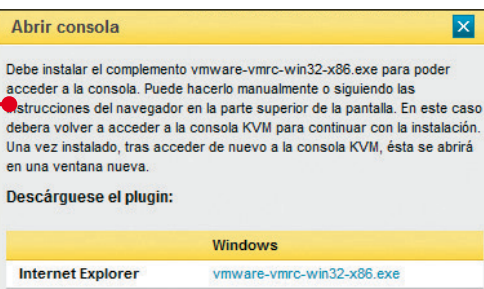 Abrir consola
Debe instalar el complemento vmware-vmrc-win32-x86.exe para poder
acceder a la consola. Puede hacerlo manualmente o siguiendo las
instrucciones del navegador en la parte superior de la pantalla. En este caso
debera volver a acceder a la consola KVM para continuar con la instalación.
Una vez instalado, tras acceder de nuevo a la consola KVM, ésta se abrirá
en una ventana nueva.
Descárguese el plugin:
Windows
Internet Explorer vmware-vmrc-win32-x86.exe